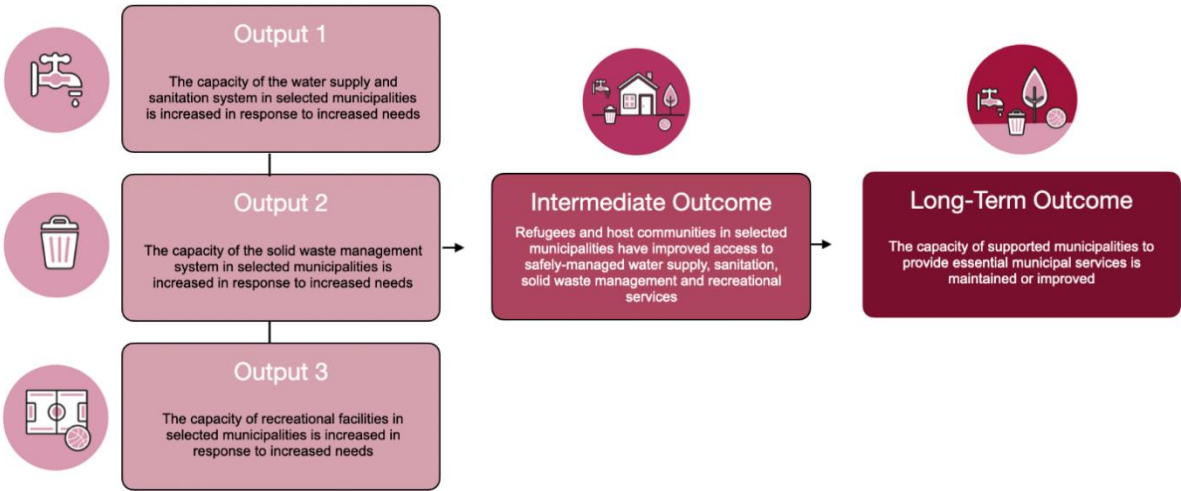 Output 1
The capacity of the water supply and
sanitation system in selected municipalities
is increased in response to increased needs
Output 2
The capacity of the solid waste management
system in selected municipalities is
increased in response to increased needs
Output 3
The capacity of recreational facilities in
selected municipalities is increased in
response to increased needs
Intermediate Outcome
Refugees and host communities in selected
municipalities have improved access to
safely-managed water supply, sanitation,
solid waste management and recreational
services
Long-Term Outcome
The capacity of supported municipalities to
provide essential municipal services is
maintained or improved